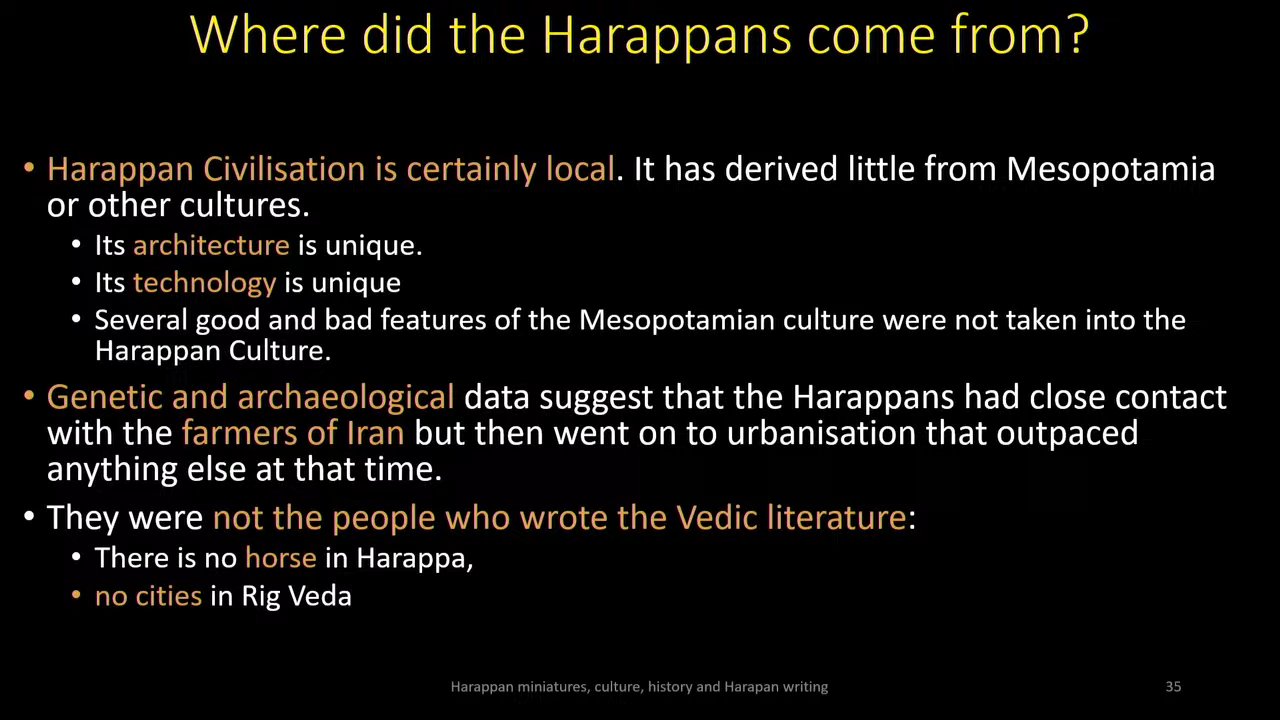 Where did the Harappans come from?
• Harappan Civilisation is certainly local. It has derived little from Mesopotamia
or other cultures.
• Its architecture is unique.
• Its technology is unique
• Several good and bad features of the Mesopotamian culture were not taken into the
Harappan Culture.
• Genetic and archaeological data suggest that the Harappans had close contact
with the farmers of Iran but then went on to urbanisation that outpaced
anything else at that time.
• They were not the people who wrote the Vedic literature:
• There is no horse in Harappa,
• no cities in Rig Veda
Harappan miniatures, culture, history and Harapan writing
35